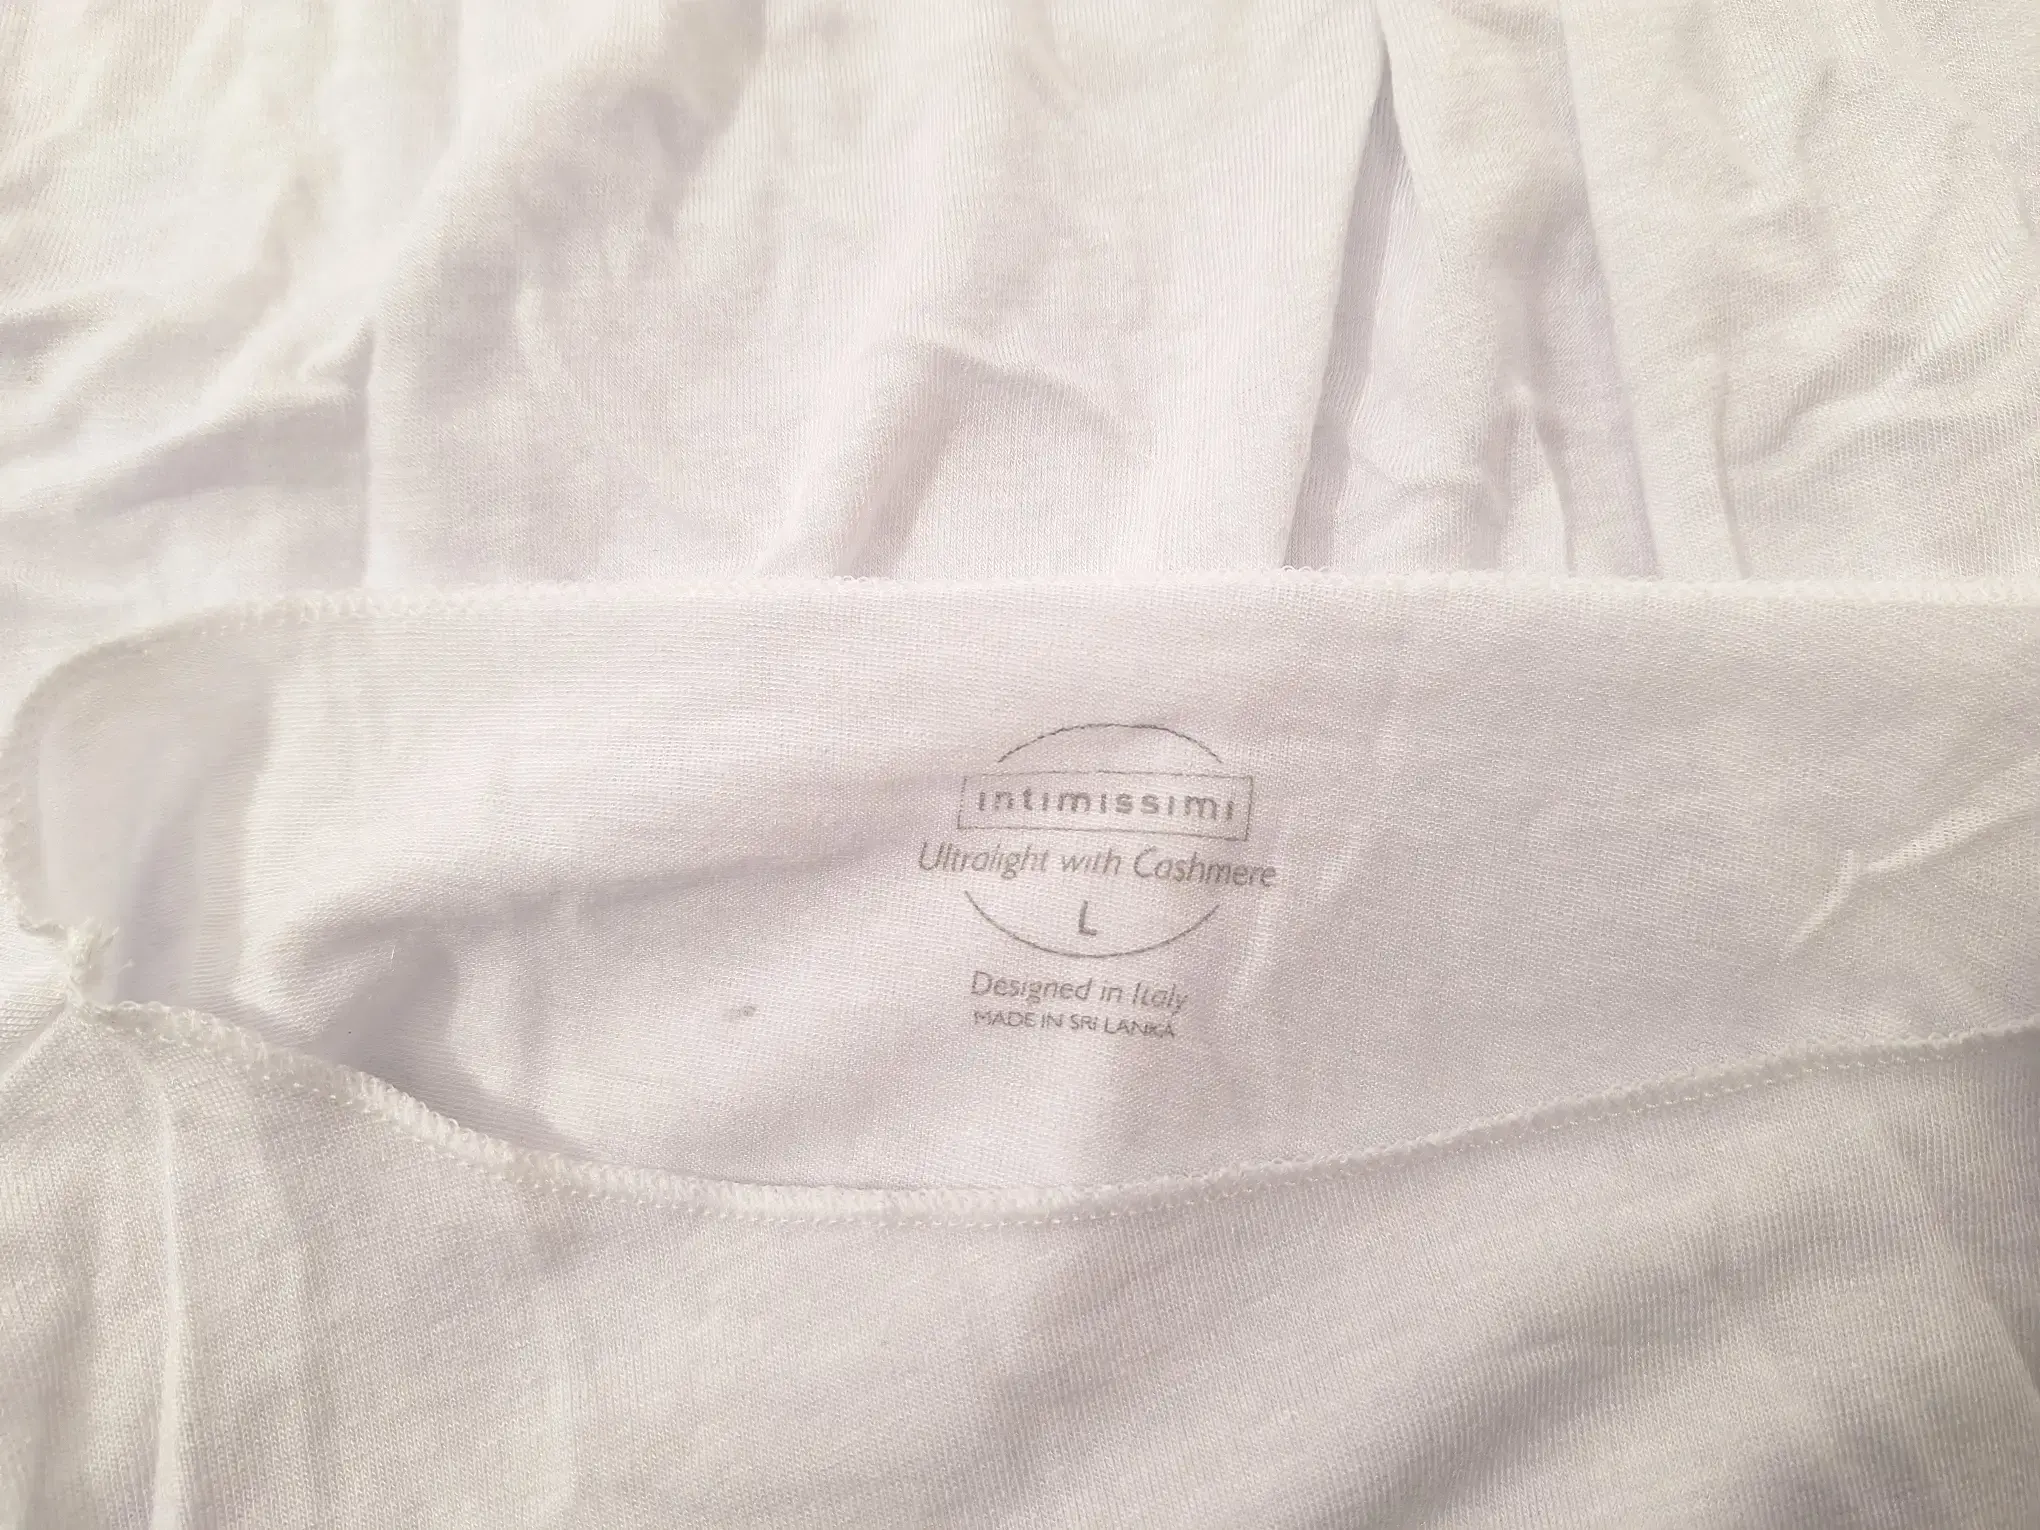 intimissimi
Ultralight with Cashmere
L
Designed in Italy
MADE IN SRI LANKA